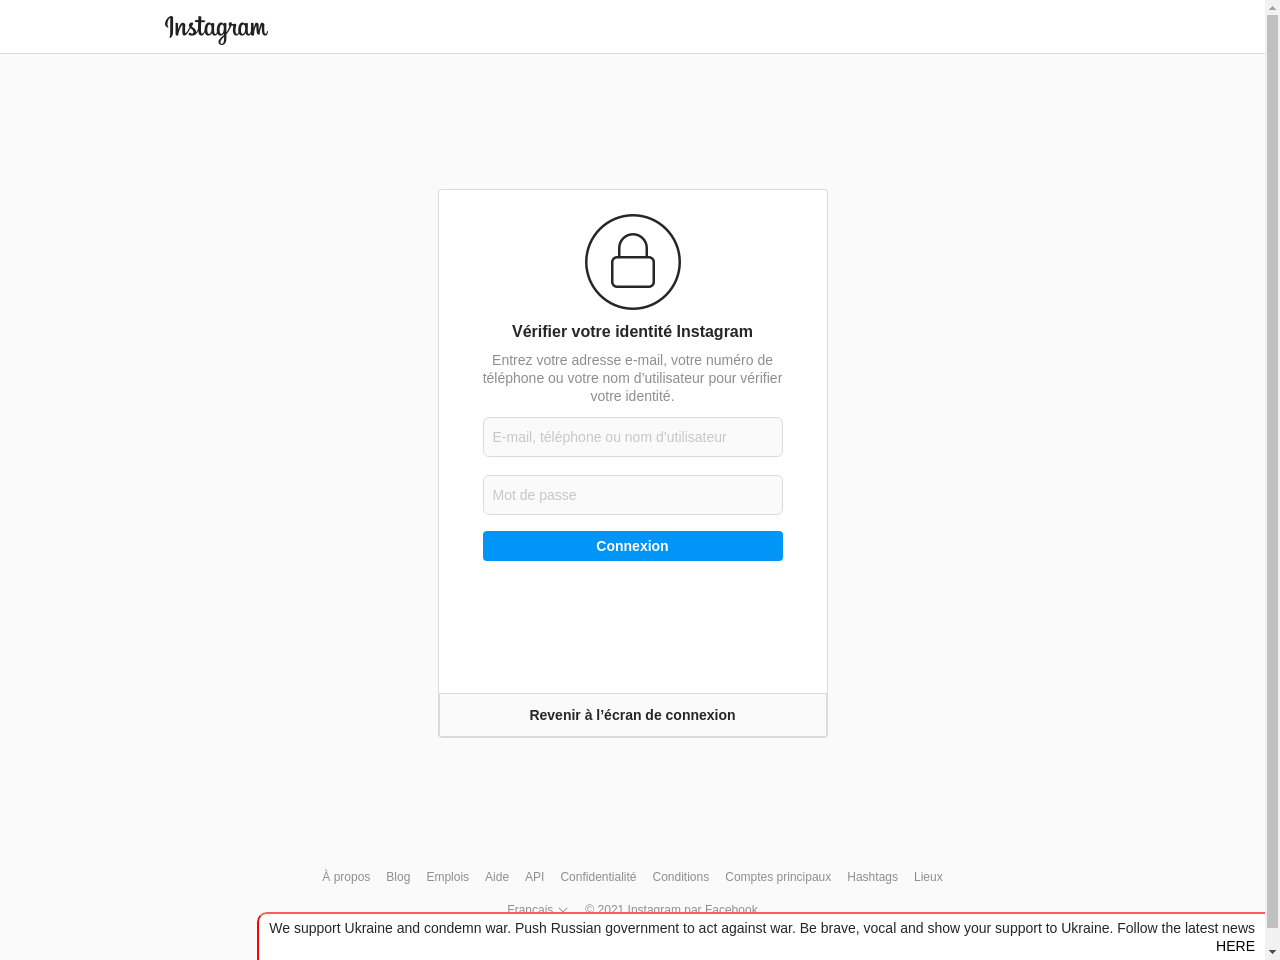 Instagram
Vérifier votre identité Instagram
Entrez votre adresse e-mail, votre numéro de
téléphone ou votre nom d’utilisateur pour vérifier
votre identité.
E-mail, téléphone ou nom d’utilisateur
Mot de passe
Connexion
Revenir à l’écran de connexion
À propos Blog Emplois Aide API Confidentialité Conditions Comptes principaux Hashtags Lieux
Français © 2021 Instagram par Facebook
We support Ukraine and condemn war. Push Russian government to act against war. Be brave, vocal and show your support to Ukraine. Follow the latest news
HERE